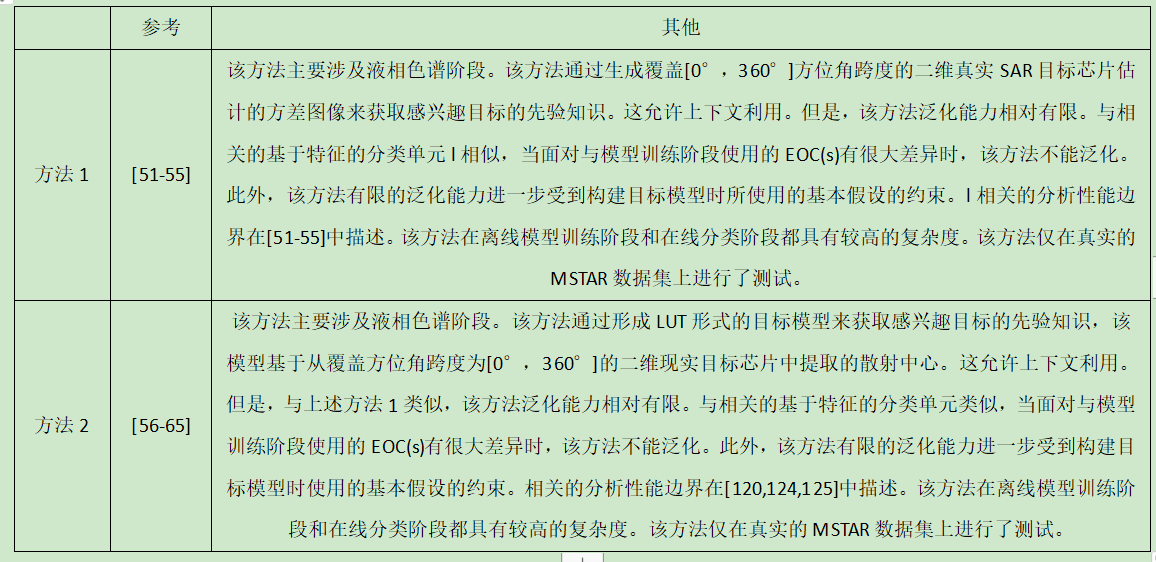 参考 其他
方法 1 [51-55]
该方法主要涉及液相色谱阶段。该方法通过生成覆盖[0°，360°]方位角跨度的二维真实 SAR 目标芯片估
计的方差图像来获取感兴趣目标的先验知识。这允许上下文利用。但是，该方法泛化能力相对有限。与相
关的基于特征的分类单元 l 相似，当面对与模型训练阶段使用的 EOC(s)有很大差异时，该方法不能泛化。
此外，该方法有限的泛化能力进一步受到构建目标模型时所使用的基本假设的约束。l 相关的分析性能边
界在[51-55]中描述。该方法在离线模型训练阶段和在线分类阶段都具有较高的复杂度。该方法仅在真实的
MSTAR 数据集上进行了测试。
方法 2 [56-65]
该方法主要涉及液相色谱阶段。该方法通过形成 LUT 形式的目标模型来获取感兴趣目标的先验知识，该
模型基于从覆盖方位角跨度为[0°，360°]的二维现实目标芯片中提取的散射中心。这允许上下文利用。
但是，与上述方法 1 类似，该方法泛化能力相对有限。与相关的基于特征的分类单元类似，当面对与模型
训练阶段使用的 EOC(s)有很大差异时，该方法不能泛化。此外，该方法有限的泛化能力进一步受到构建目
标模型时使用的基本假设的约束。相关的分析性能边界在[120,124,125]中描述。该方法在离线模型训练阶
段和在线分类阶段都具有较高的复杂度。该方法仅在真实的 MSTAR 数据集上进行了测试。